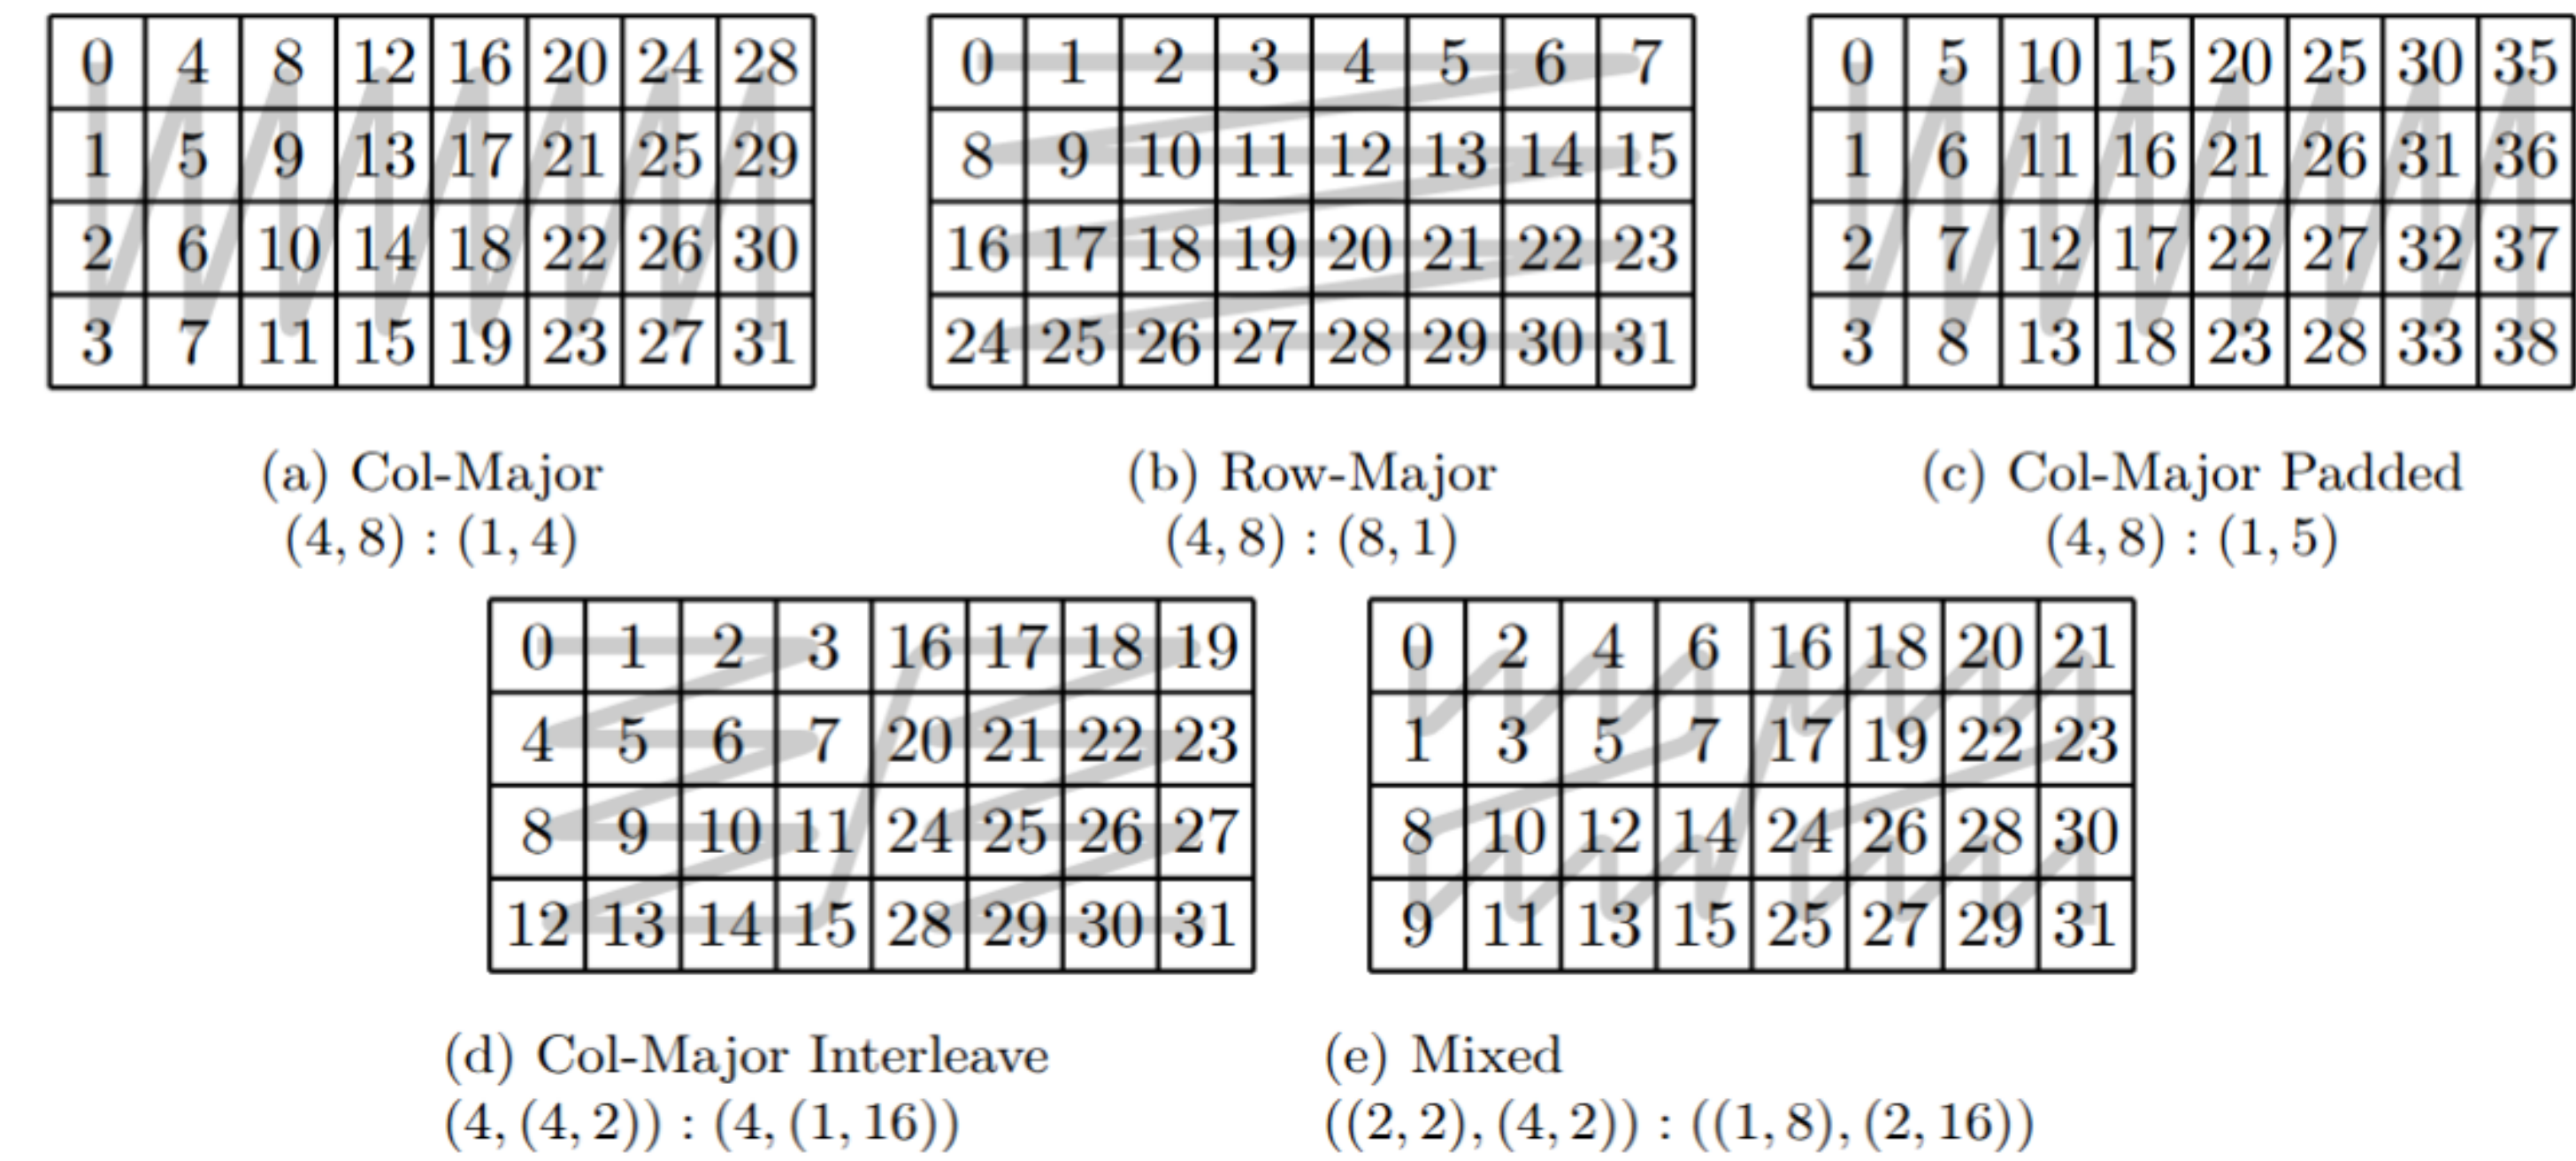 0 4 8 12 16 20 24 28
1 5 9 13 17 21 25 29
2 6 10 14 18 22 26 30
3 7 11 15 19 23 27 31
(a) Col-Major
(4, 8) : (1, 4)
0 1 2 3 4 5 6 7
8 9 10 11 12 13 14 15
16 17 18 19 20 21 22 23
24 25 26 27 28 29 30 31
(b) Row-Major
(4, 8) : (8, 1)
0 5 10 15 20 25 30 35
1 6 11 16 21 26 31 36
2 7 12 17 22 27 32 37
3 8 13 18 23 28 33 38
(c) Col-Major Padded
(4, 8) : (1, 5)
0 1 2 3 16 17 18 19
4 5 6 7 20 21 22 23
8 9 10 11 24 25 26 27
12 13 14 15 28 29 30 31
(d) Col-Major Interleave
(4, (4, 2)) : (4, (1, 16))
0 2 4 6 16 18 20 21
1 3 5 7 17 19 22 23
8 10 12 14 24 26 28 30
9 11 13 15 25 27 29 31
(e) Mixed
((2, 2), (4, 2)) : ((1, 8), (2, 16))